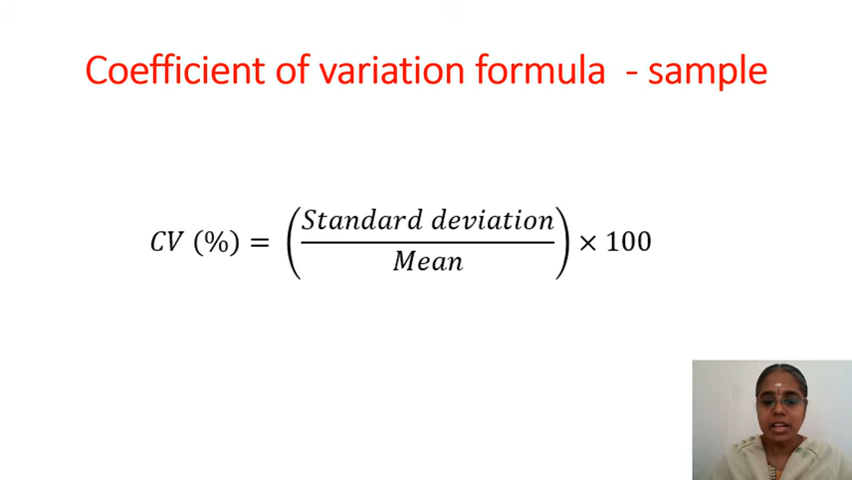 Coefficient of variation formula - sample
CV (%) = (Standard deviation / Mean) × 100